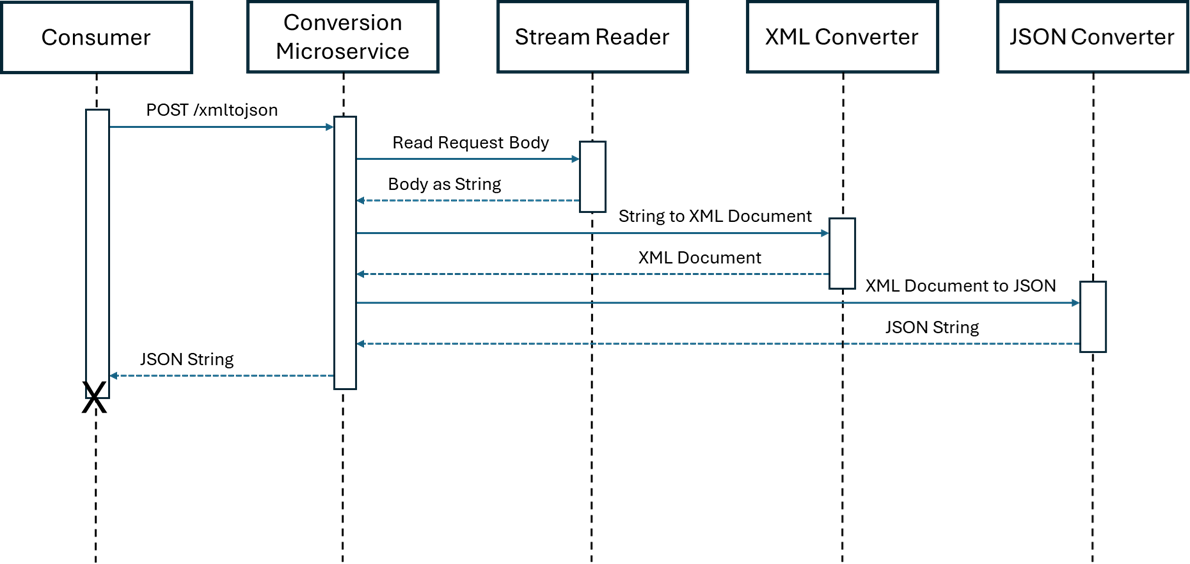 Consumer
Conversion
Microservice
Stream Reader
XML Converter
JSON Converter
POST /xmltojson
Read Request Body
Body as String
String to XML Document
XML Document
XML Document to JSON
JSON String
JSON String
X